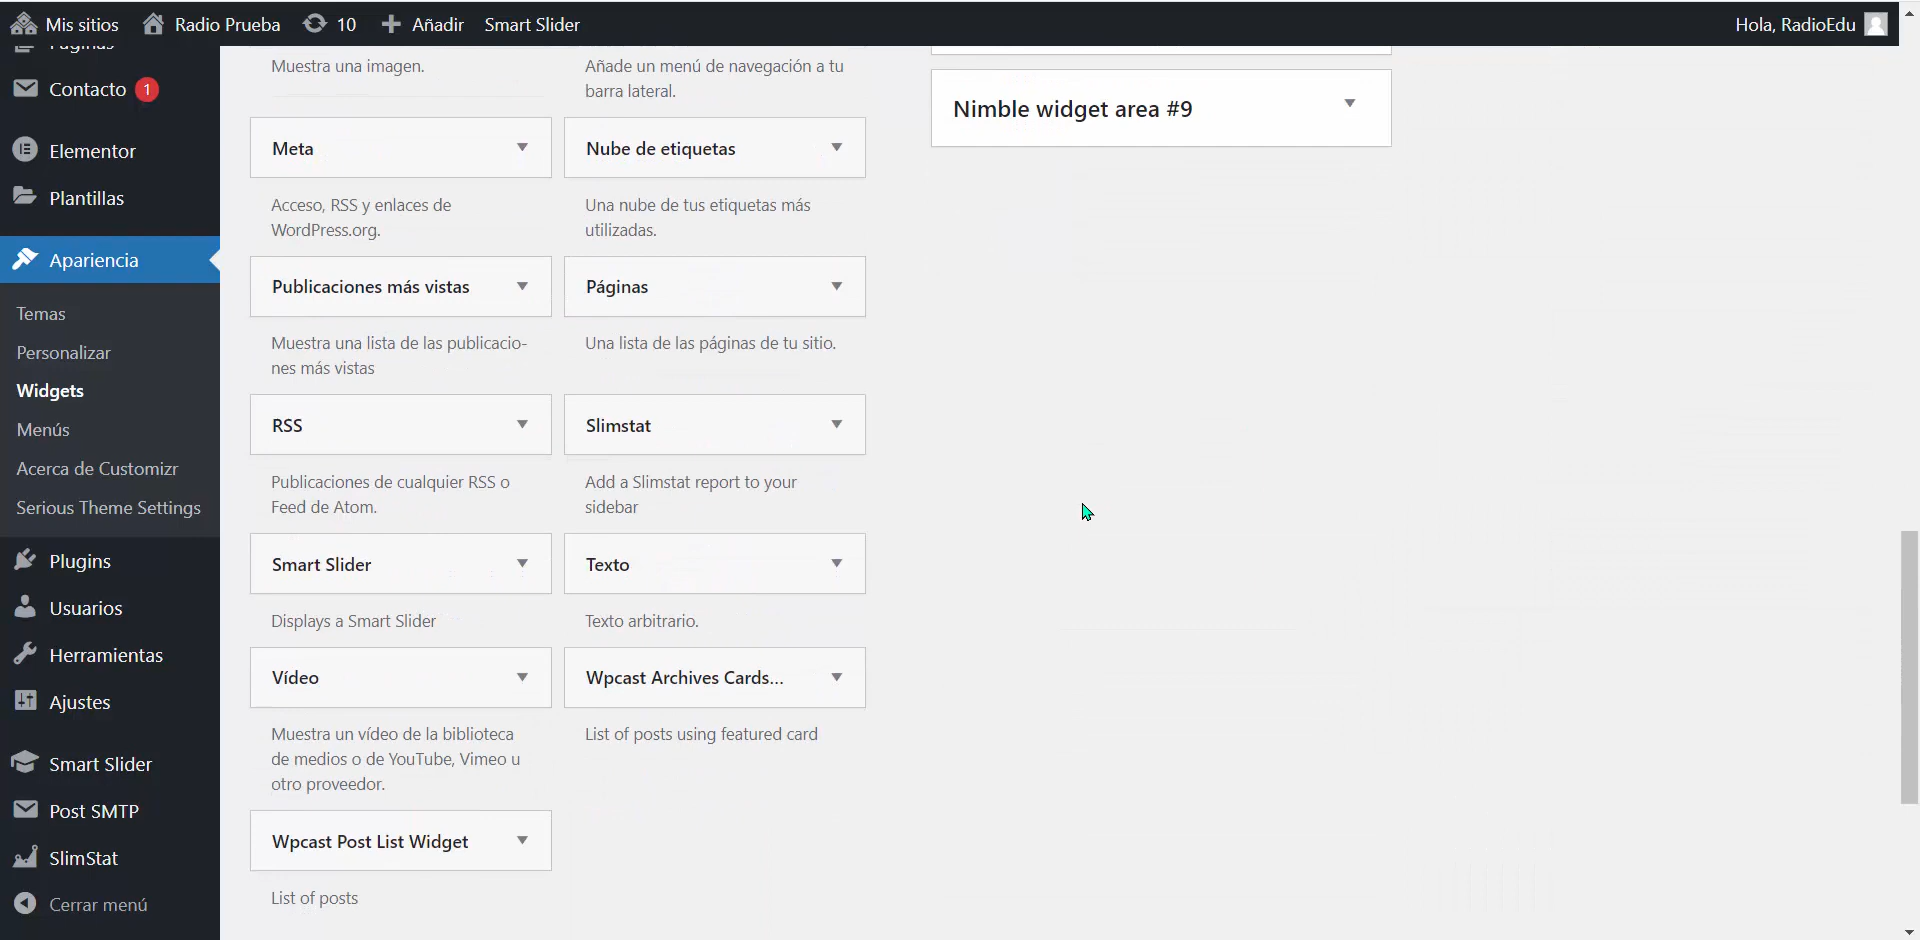 Mis sitios
Radio Prueba
10
Añadir
Smart Slider
Hola, RadioEdu
Páginas
Contacto 1
Elementor
Plantillas
Apariencia
Temas
Personalizar
Widgets
Menús
Acerca de Customizr
Serious Theme Settings
Plugins
Usuarios
Herramientas
Ajustes
Smart Slider
Post SMTP
SlimStat
Cerrar menú
Muestra una imagen.
Añade un menú de navegación a tu
barra lateral.
Meta
Nube de etiquetas
Acceso, RSS y enlaces de
WordPress.org.
Una nube de tus etiquetas más
utilizadas.
Publicaciones más vistas
Páginas
Muestra una lista de las publicacio-
nes más vistas
Una lista de las páginas de tu sitio.
RSS
Slimstat
Publicaciones de cualquier RSS o
Feed de Atom.
Add a Slimstat report to your
sidebar
Smart Slider
Texto
Displays a Smart Slider
Texto arbitrario.
Vídeo
Wpcast Archives Cards...
Muestra un vídeo de la biblioteca
de medios o de YouTube, Vimeo u
otro proveedor.
List of posts using featured card
Wpcast Post List Widget
List of posts
Nimble widget area #9